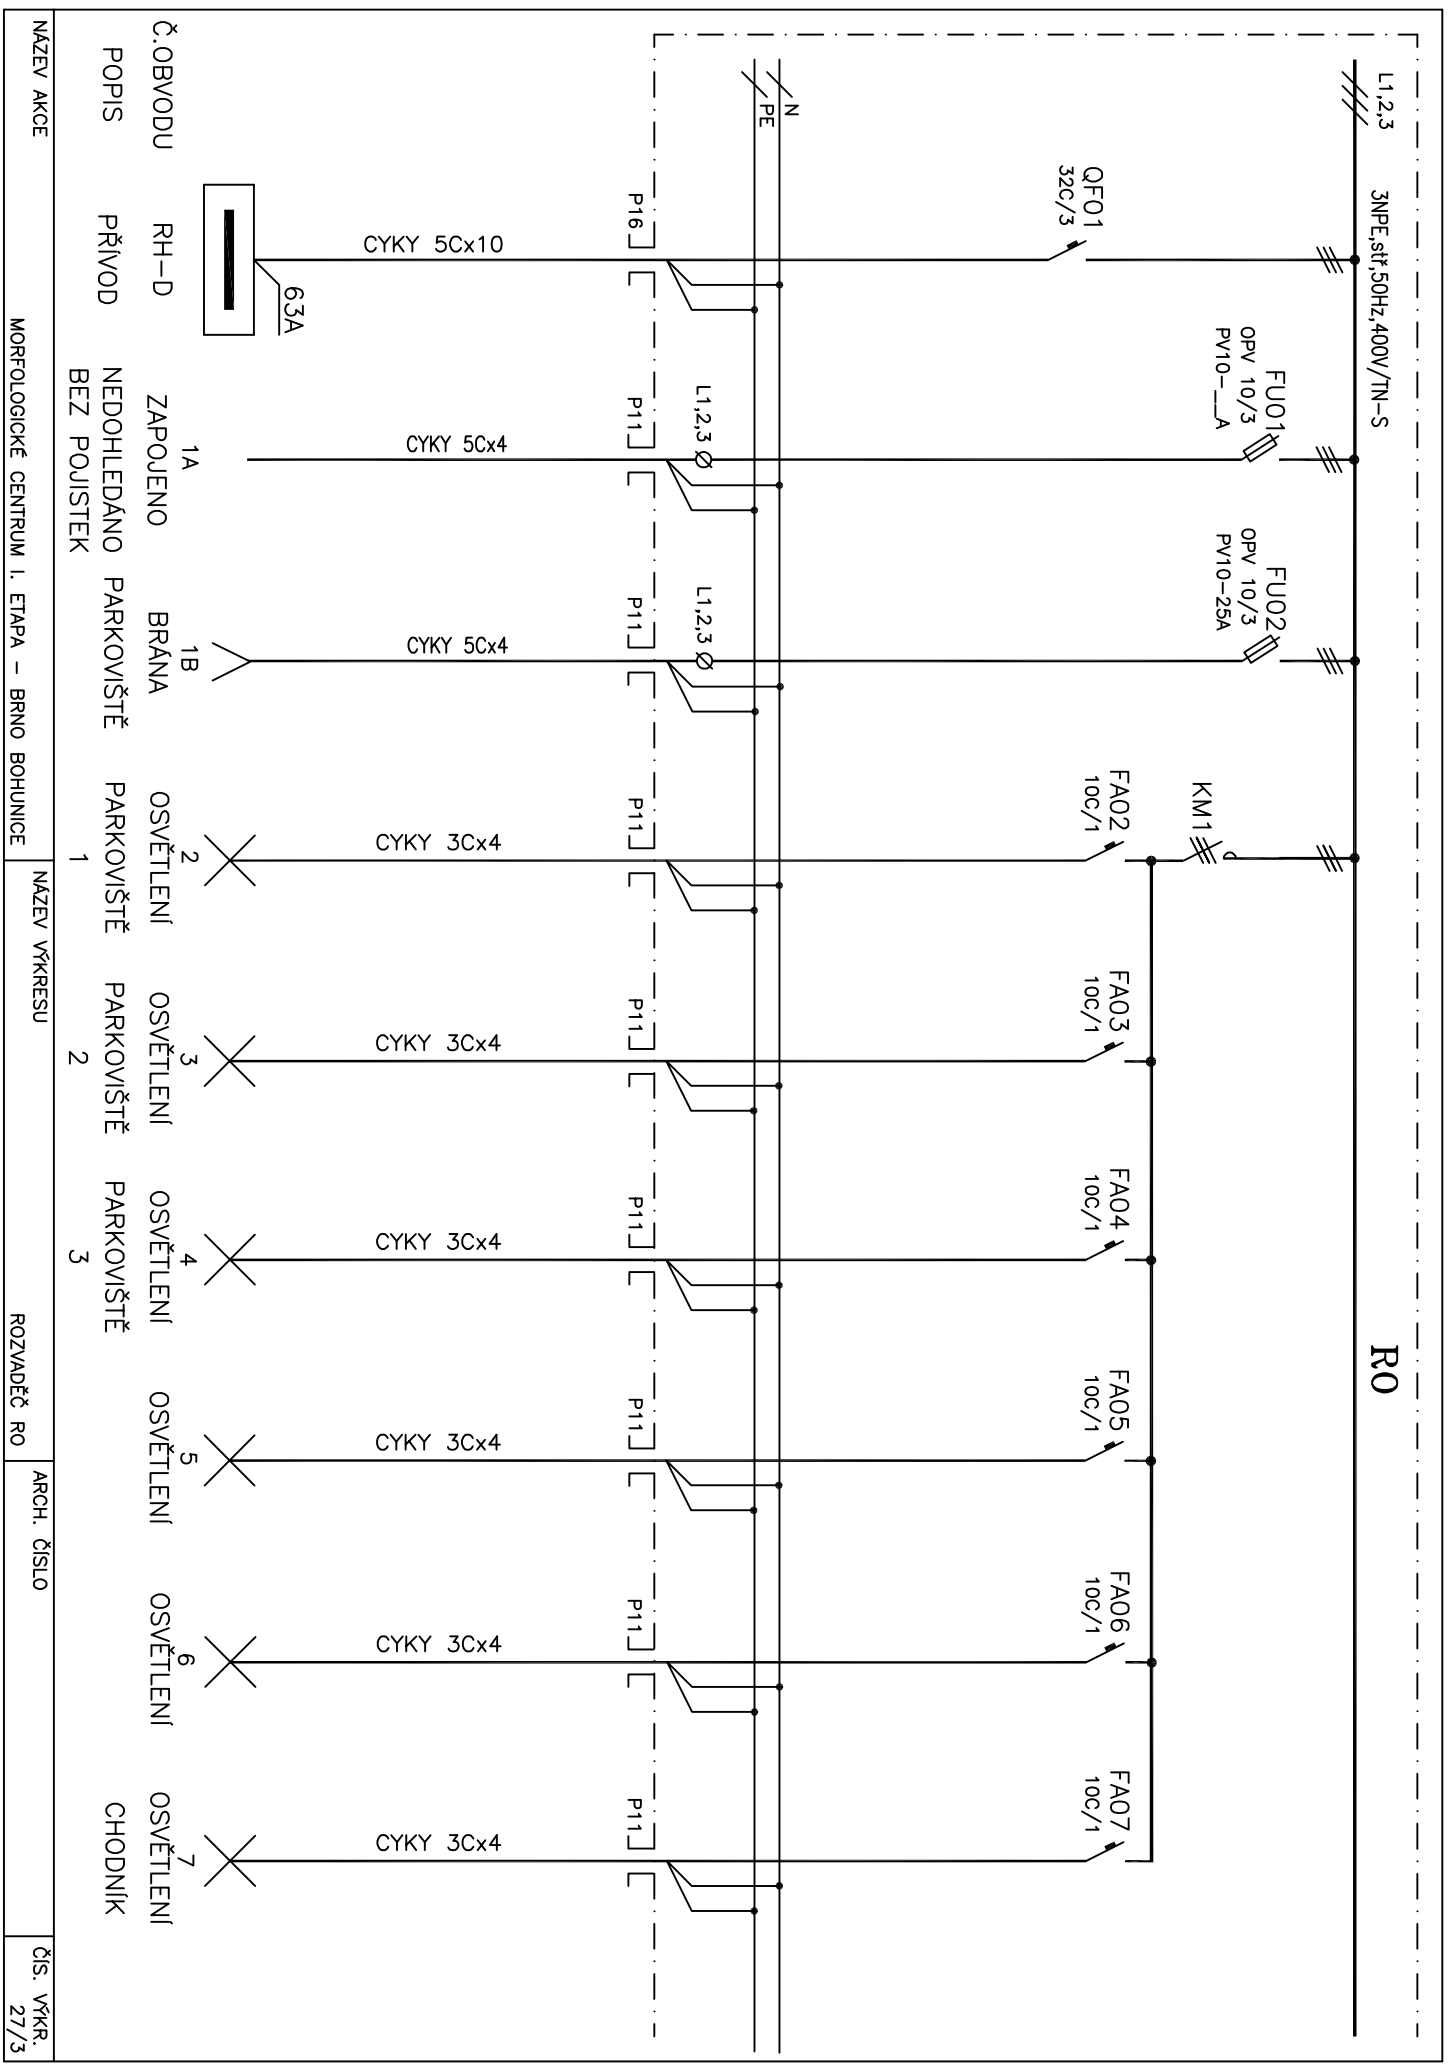 L1,2,3
3NPE,stř,50Hz,400V/TN-S
RO
FU01
OPV 10/3
PV10-__A
FU02
OPV 10/3
PV10-25A
KM1
QF01
32C/3
FA02
10C/1
FA03
10C/1
FA04
10C/1
FA05
10C/1
FA06
10C/1
FA07
10C/1
N
PE
L1,2,3
L1,2,3
P16
P11
P11
P11
P11
P11
P11
P11
P11
CYKY 5Cx10
CYKY 5Cx4
CYKY 5Cx4
CYKY 3Cx4
CYKY 3Cx4
CYKY 3Cx4
CYKY 3Cx4
CYKY 3Cx4
CYKY 3Cx4
63A
Č.OBVODU
POPIS
RH-D
PŘÍVOD
1A
ZAPOJENO
NEDOHLEDÁNO
BEZ POJISTEK
1B
BRÁNA
PARKOVIŠTĚ
2
OSVĚTLENÍ
PARKOVIŠTĚ
1
3
OSVĚTLENÍ
PARKOVIŠTĚ
2
4
OSVĚTLENÍ
PARKOVIŠTĚ
3
5
OSVĚTLENÍ
6
OSVĚTLENÍ
7
OSVĚTLENÍ
CHODNÍK
NÁZEV AKCE
MORFOLOGICKÉ CENTRUM I. ETAPA - BRNO BOHUNICE
NÁZEV VÝKRESU
ROZVADĚČ RO
ARCH. ČÍSLO
ČÍS. VÝKR.
27/3